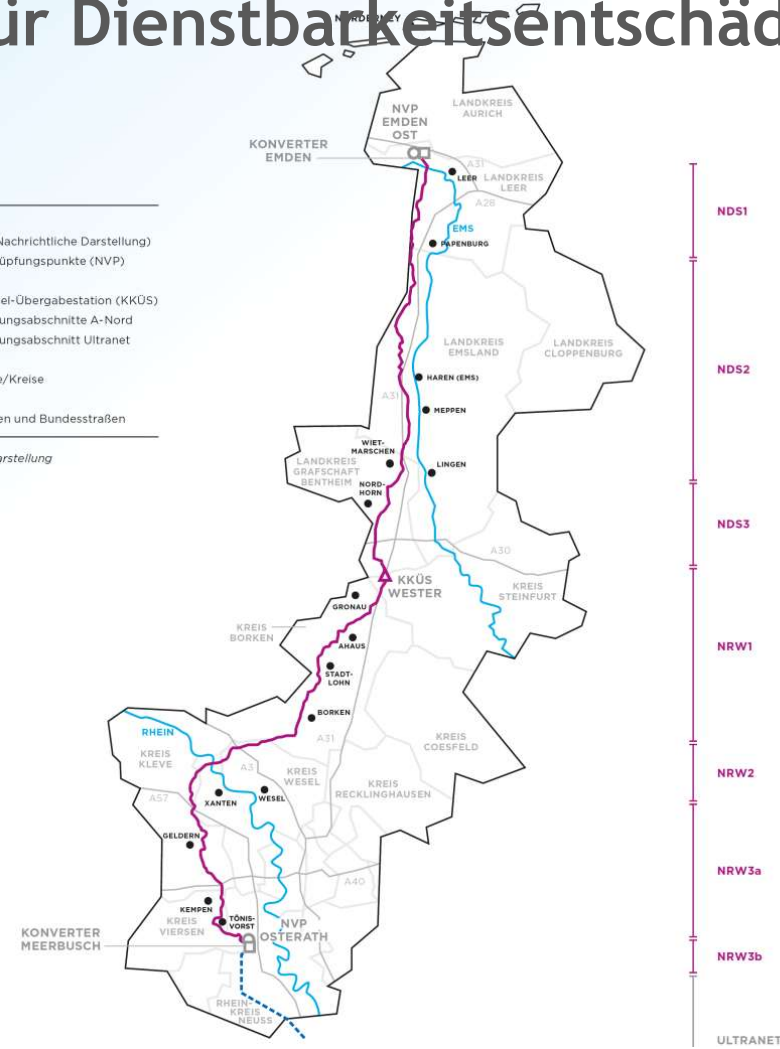 ür Dienstbarkeitsentschäd
NORDERNEY
NVP
EMDEN
OST
LANDKREIS
AURICH
KONVERTER
EMDEN
A31
LEER
LANDKREIS
LEER
A28
NDS1
EMS
PAPENBURG
Nachrichtliche Darstellung)
üpfungspunkte (NVP)
el-Übergabestation (KKÜS)
ungsabschnitte A-Nord
ungsabschnitt Ultranet
e/Kreise
en und Bundesstraßen
arstellung
LANDKREIS
EMSLAND
LANDKREIS
CLOPPENBURG
NDS2
HAREN (EMS)
A31
MEPPEN
WIET-
MARSCHEN
LANDKREIS
GRAFSCHAFT
BENTHEIM
LINGEN
NORD-
HORN
NDS3
A30
KKÜS
WESTER
KREIS
STEINFURT
GRONAU
KREIS
BORKEN
AHAUS
NRW1
STADT-
LOHN
BORKEN
A31
RHEIN
KREIS
COESFELD
KREIS
KLEVE
A3
KREIS
WESEL
NRW2
KREIS
RECKLINGHAUSEN
A57
XANTEN
WESEL
GELDERN
NRW3a
A40
KEMPEN
KREIS
VIERSEN
TÖNIS-
VORST
NVP
OSTERATH
KONVERTER
MEERBUSCH
NRW3b
RHEIN-
KREIS
NEUSS
ULTRANET